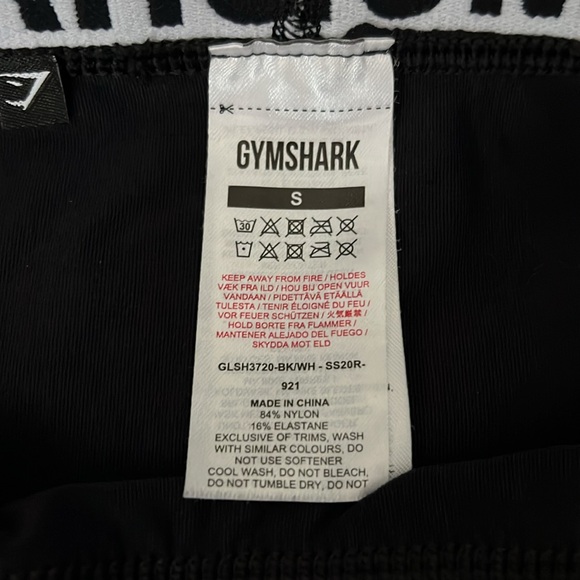 GYMSHARK
S
30
KEEP AWAY FROM FIRE / HOLDES
VÆK FRA ILD / HOU BIJ OPEN VUUR
VANDAAN / PIDETTÄVÄ ETÄÄLLÄ
TULESTA / TENIR ÉLOIGNÉ DU FEU /
VOR FEUER SCHÜTZEN / 火気厳禁 /
HOLD BORTE FRA FLAMMER /
MANTENER ALEJADO DEL FUEGO /
SKYDDA MOT ELD
GLSH3720-BK/WH - SS20R-
921
MADE IN CHINA
84% NYLON
16% ELASTANE
EXCLUSIVE OF TRIMS, WASH
WITH SIMILAR COLOURS, DO
NOT USE SOFTENER
COOL WASH, DO NOT BLEACH,
DO NOT TUMBLE DRY, DO NOT